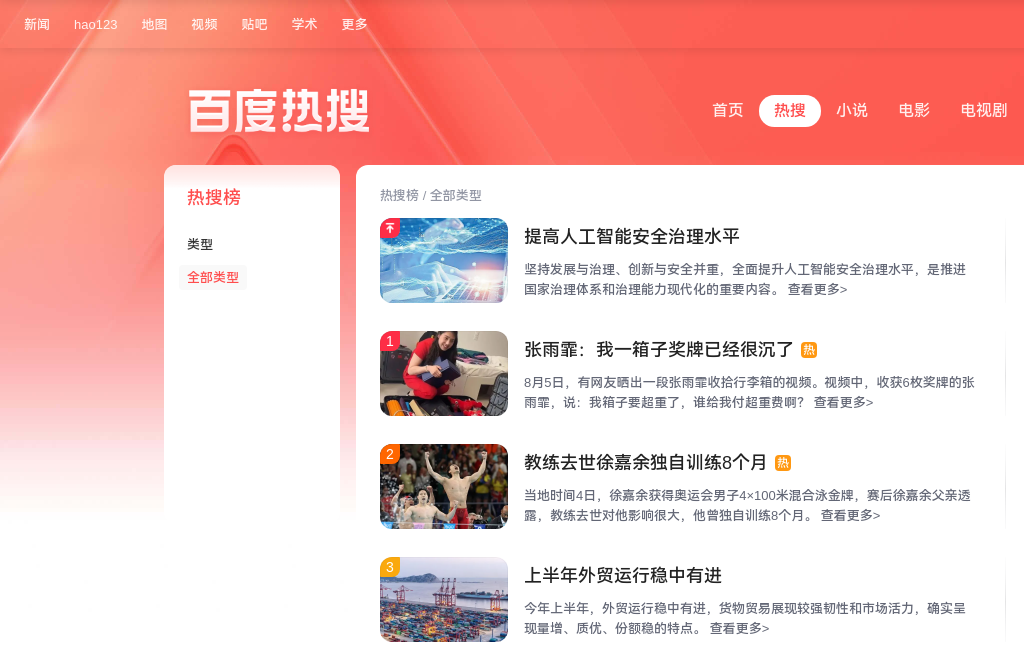 新闻 hao123 地图 视频 贴吧 学术 更多
百度热搜
首页 热搜 小说 电影 电视剧
热搜榜
类型
全部类型
热搜榜 / 全部类型
提高人工智能安全治理水平
坚持发展与治理、创新与安全并重，全面提升人工智能安全治理水平，是推进
国家治理体系和治理能力现代化的重要内容。 查看更多>
1
张雨霏：我一箱子奖牌已经很沉了 热
8月5日，有网友晒出一段张雨霏收拾行李箱的视频。视频中，收获6枚奖牌的张
雨霏，说：我箱子要超重了，谁给我付超重费啊？ 查看更多>
2
教练去世徐嘉余独自训练8个月 热
当地时间4日，徐嘉余获得奥运会男子4×100米混合泳金牌，赛后徐嘉余父亲透
露，教练去世对他影响很大，他曾独自训练8个月。 查看更多>
3
上半年外贸运行稳中有进
今年上半年，外贸运行稳中有进，货物贸易展现较强韧性和市场活力，确实呈
现量增、质优、份额稳的特点。 查看更多>